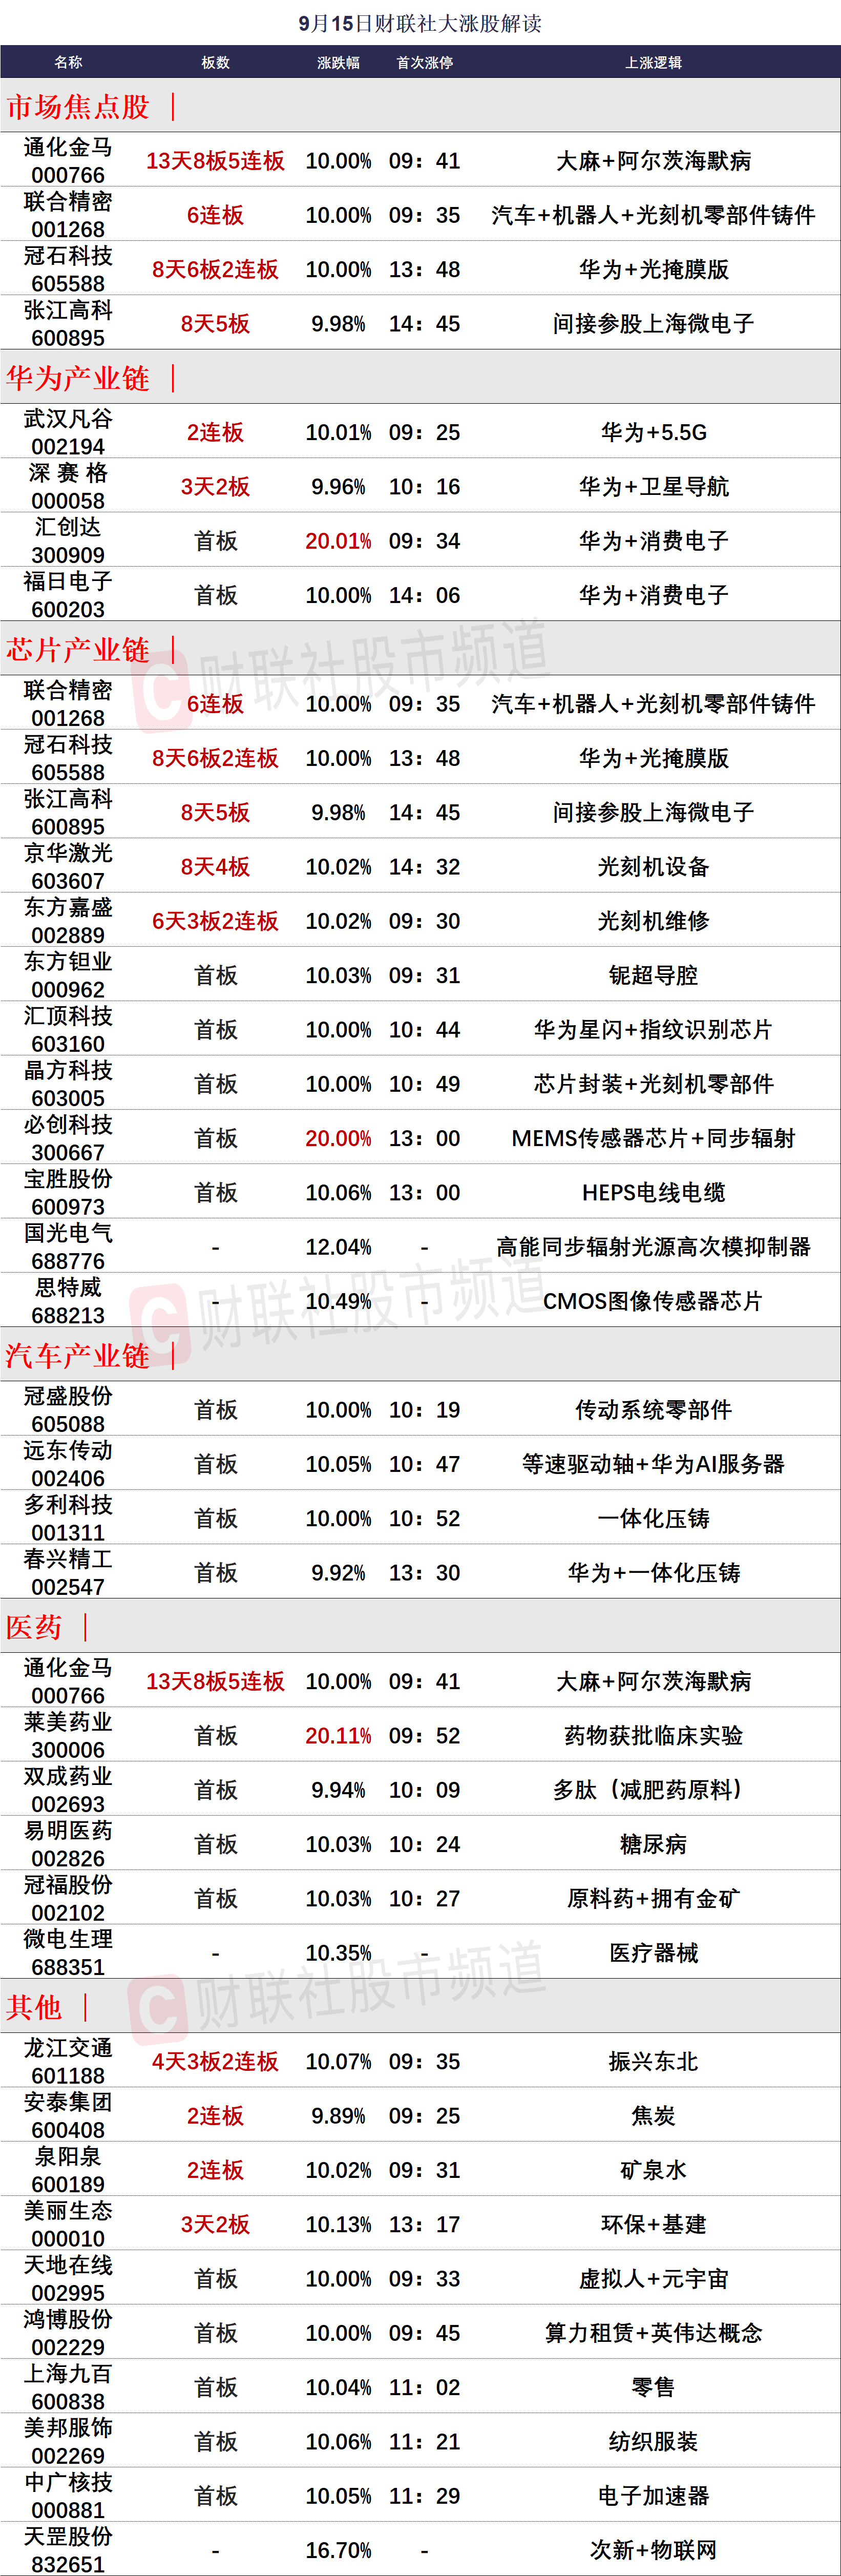 9月15日财联社大涨股解读
名称 板数 涨跌幅 首次涨停 上涨逻辑
市场焦点股 |
通化金马
000766 13天8板5连板 10.00% 09：41 大麻+阿尔茨海默病
联合精密
001268 6连板 10.00% 09：35 汽车+机器人+光刻机零部件铸件
冠石科技
605588 8天6板2连板 10.00% 13：48 华为+光掩膜版
张江高科
600895 8天5板 9.98% 14：45 间接参股上海微电子
华为产业链 |
武汉凡谷
002194 2连板 10.01% 09：25 华为+5.5G
深 赛 格
000058 3天2板 9.96% 10：16 华为+卫星导航
汇创达
300909 首板 20.01% 09：34 华为+消费电子
福日电子
600203 首板 10.00% 14：06 华为+消费电子
芯片产业链 |
财联社股市频道
联合精密
001268 6连板 10.00% 09：35 汽车+机器人+光刻机零部件铸件
冠石科技
605588 8天6板2连板 10.00% 13：48 华为+光掩膜版
张江高科
600895 8天5板 9.98% 14：45 间接参股上海微电子
京华激光
603607 8天4板 10.02% 14：32 光刻机设备
东方嘉盛
002889 6天3板2连板 10.02% 09：30 光刻机维修
东方钽业
000962 首板 10.03% 09：31 铌超导腔
汇顶科技
603160 首板 10.00% 10：44 华为星闪+指纹识别芯片
晶方科技
603005 首板 10.00% 10：49 芯片封装+光刻机零部件
必创科技
300667 首板 20.00% 13：00 MEMS传感器芯片+同步辐射
宝胜股份
600973 首板 10.06% 13：00 HEPS电线电缆
国光电气
688776 - 12.04% - 高能同步辐射光源高次模抑制器
思特威
688213 - 10.49% - CMOS图像传感器芯片
财联社股市频道
汽车产业链 |
冠盛股份
605088 首板 10.00% 10：19 传动系统零部件
远东传动
002406 首板 10.05% 10：47 等速驱动轴+华为AI服务器
多利科技
001311 首板 10.00% 10：52 一体化压铸
春兴精工
002547 首板 9.92% 13：30 华为+一体化压铸
医药 |
通化金马
000766 13天8板5连板 10.00% 09：41 大麻+阿尔茨海默病
莱美药业
300006 首板 20.11% 09：52 药物获批临床实验
双成药业
002693 首板 9.94% 10：09 多肽（减肥药原料）
易明医药
002826 首板 10.03% 10：24 糖尿病
冠福股份
002102 首板 10.03% 10：27 原料药+拥有金矿
微电生理
688351 - 10.35% - 医疗器械
财联社股市频道
其他 |
龙江交通
601188 4天3板2连板 10.07% 09：35 振兴东北
安泰集团
600408 2连板 9.89% 09：25 焦炭
泉阳泉
600189 2连板 10.02% 09：31 矿泉水
美丽生态
000010 3天2板 10.13% 13：17 环保+基建
天地在线
002995 首板 10.00% 09：33 虚拟人+元宇宙
鸿博股份
002229 首板 10.00% 09：45 算力租赁+英伟达概念
上海九百
600838 首板 10.04% 11：02 零售
美邦服饰
002269 首板 10.06% 11：21 纺织服装
中广核技
000881 首板 10.05% 11：29 电子加速器
天罡股份
832651 - 16.70% - 次新+物联网